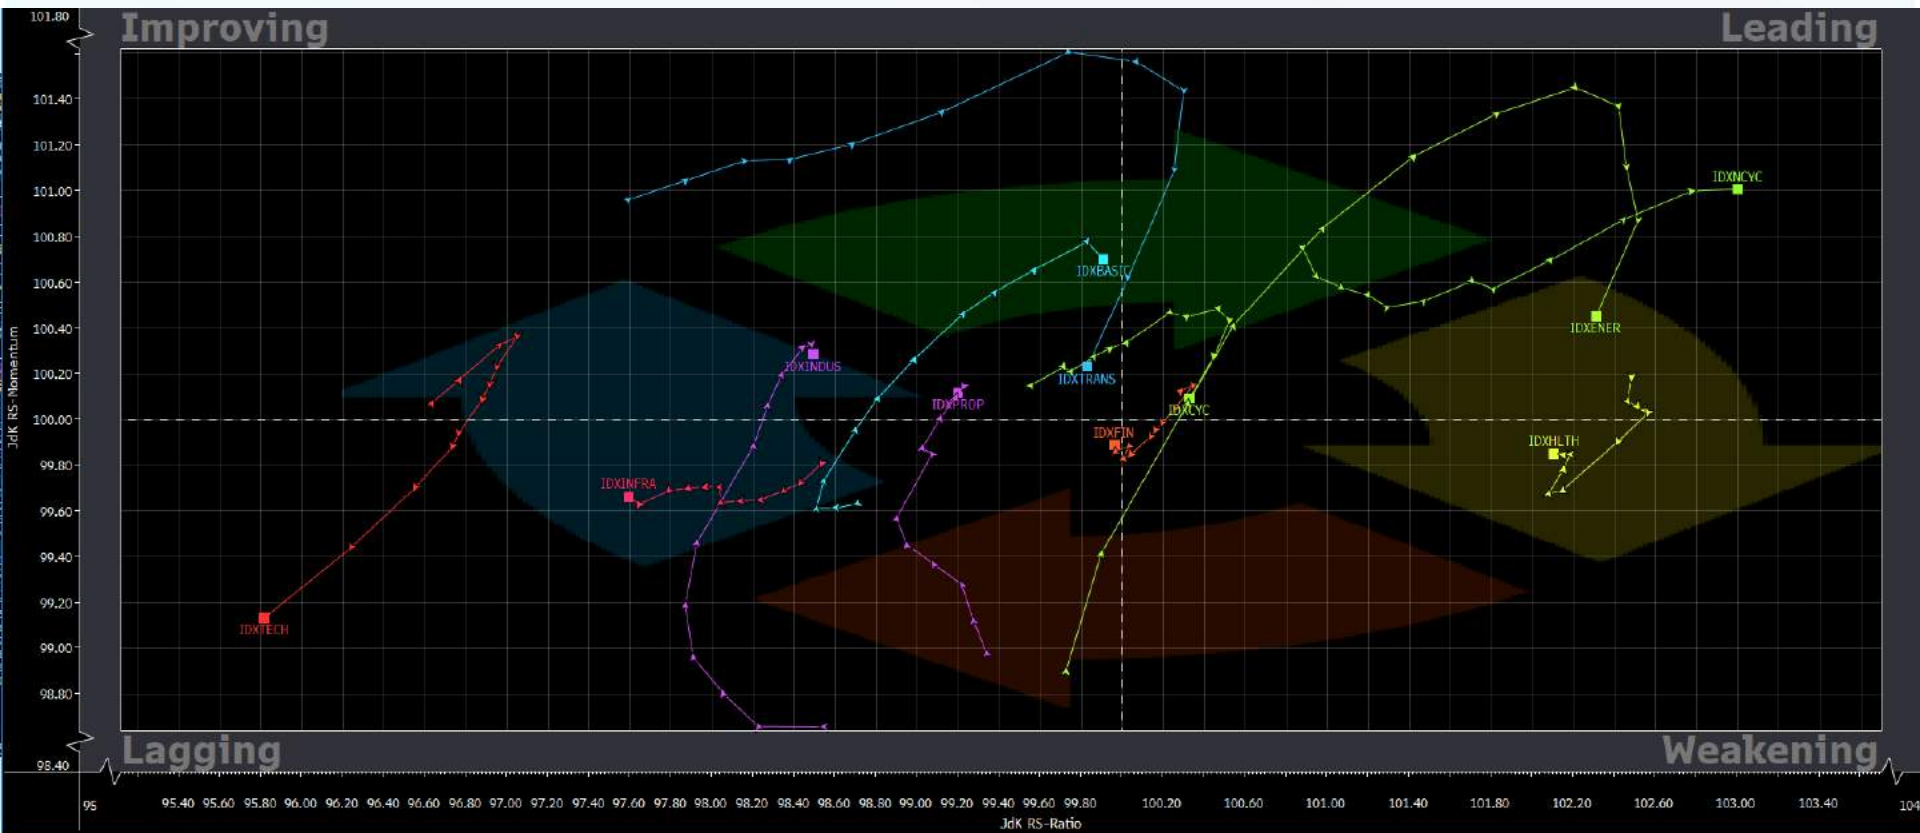 Improving
Leading
101.80
101.40
101.20
101.00
100.80
100.60
100.40
100.20
100.00
99.80
99.60
99.40
99.20
99.00
98.80
98.40
JdK RS-Momentum
IDXNCYC
IDXBASIC
IDXENER
IDXINDUS
IDXTRANS
IDXPROP
IDXCYC
IDXFIN
IDXHLTH
IDXINFRA
IDXTECH
Lagging
Weakening
95 95.40 95.60 95.80 96.00 96.20 96.40 96.60 96.80 97.00 97.20 97.40 97.60 97.80 98.00 98.20 98.40 98.60 98.80 99.00 99.20 99.40 99.60 99.80 100.20 100.60 101.00 101.40 101.80 102.20 102.60 103.00 103.40 104
JdK RS-Ratio